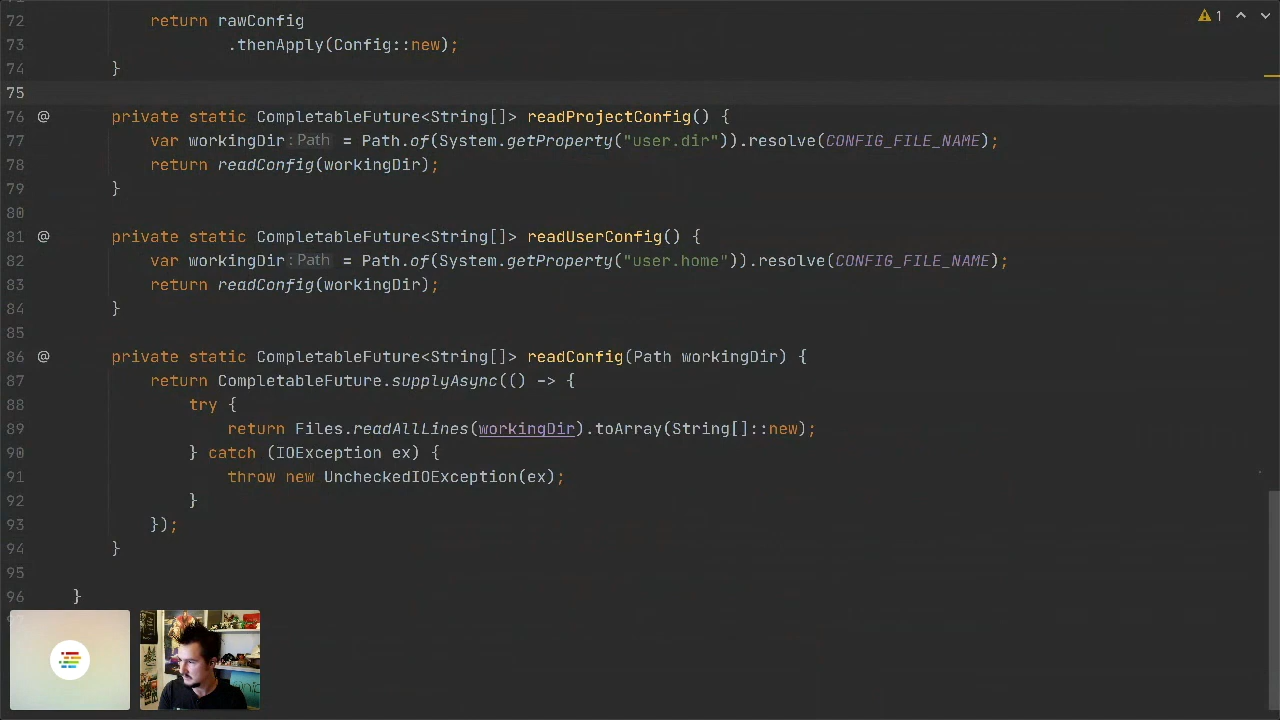 1
72 return rawConfig
73 .thenApply(Config::new);
74 }
75
76 @ private static CompletableFuture<String[]> readProjectConfig() {
77 var workingDir: Path = Path.of(System.getProperty("user.dir")).resolve(CONFIG_FILE_NAME);
78 return readConfig(workingDir);
79 }
80
81 @ private static CompletableFuture<String[]> readUserConfig() {
82 var workingDir: Path = Path.of(System.getProperty("user.home")).resolve(CONFIG_FILE_NAME);
83 return readConfig(workingDir);
84 }
85
86 @ private static CompletableFuture<String[]> readConfig(Path workingDir) {
87 return CompletableFuture.supplyAsync(() -> {
88 try {
89 return Files.readAllLines(workingDir).toArray(String[]::new);
90 } catch (IOException ex) {
91 throw new UncheckedIOException(ex);
92 }
93 });
94 }
95
96 }